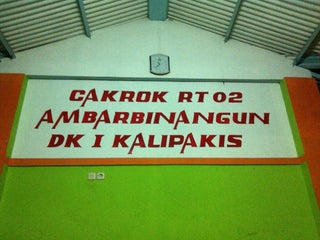 CAKROK RT 02
AMBARBINANGUN
DK I KALIPAKIS